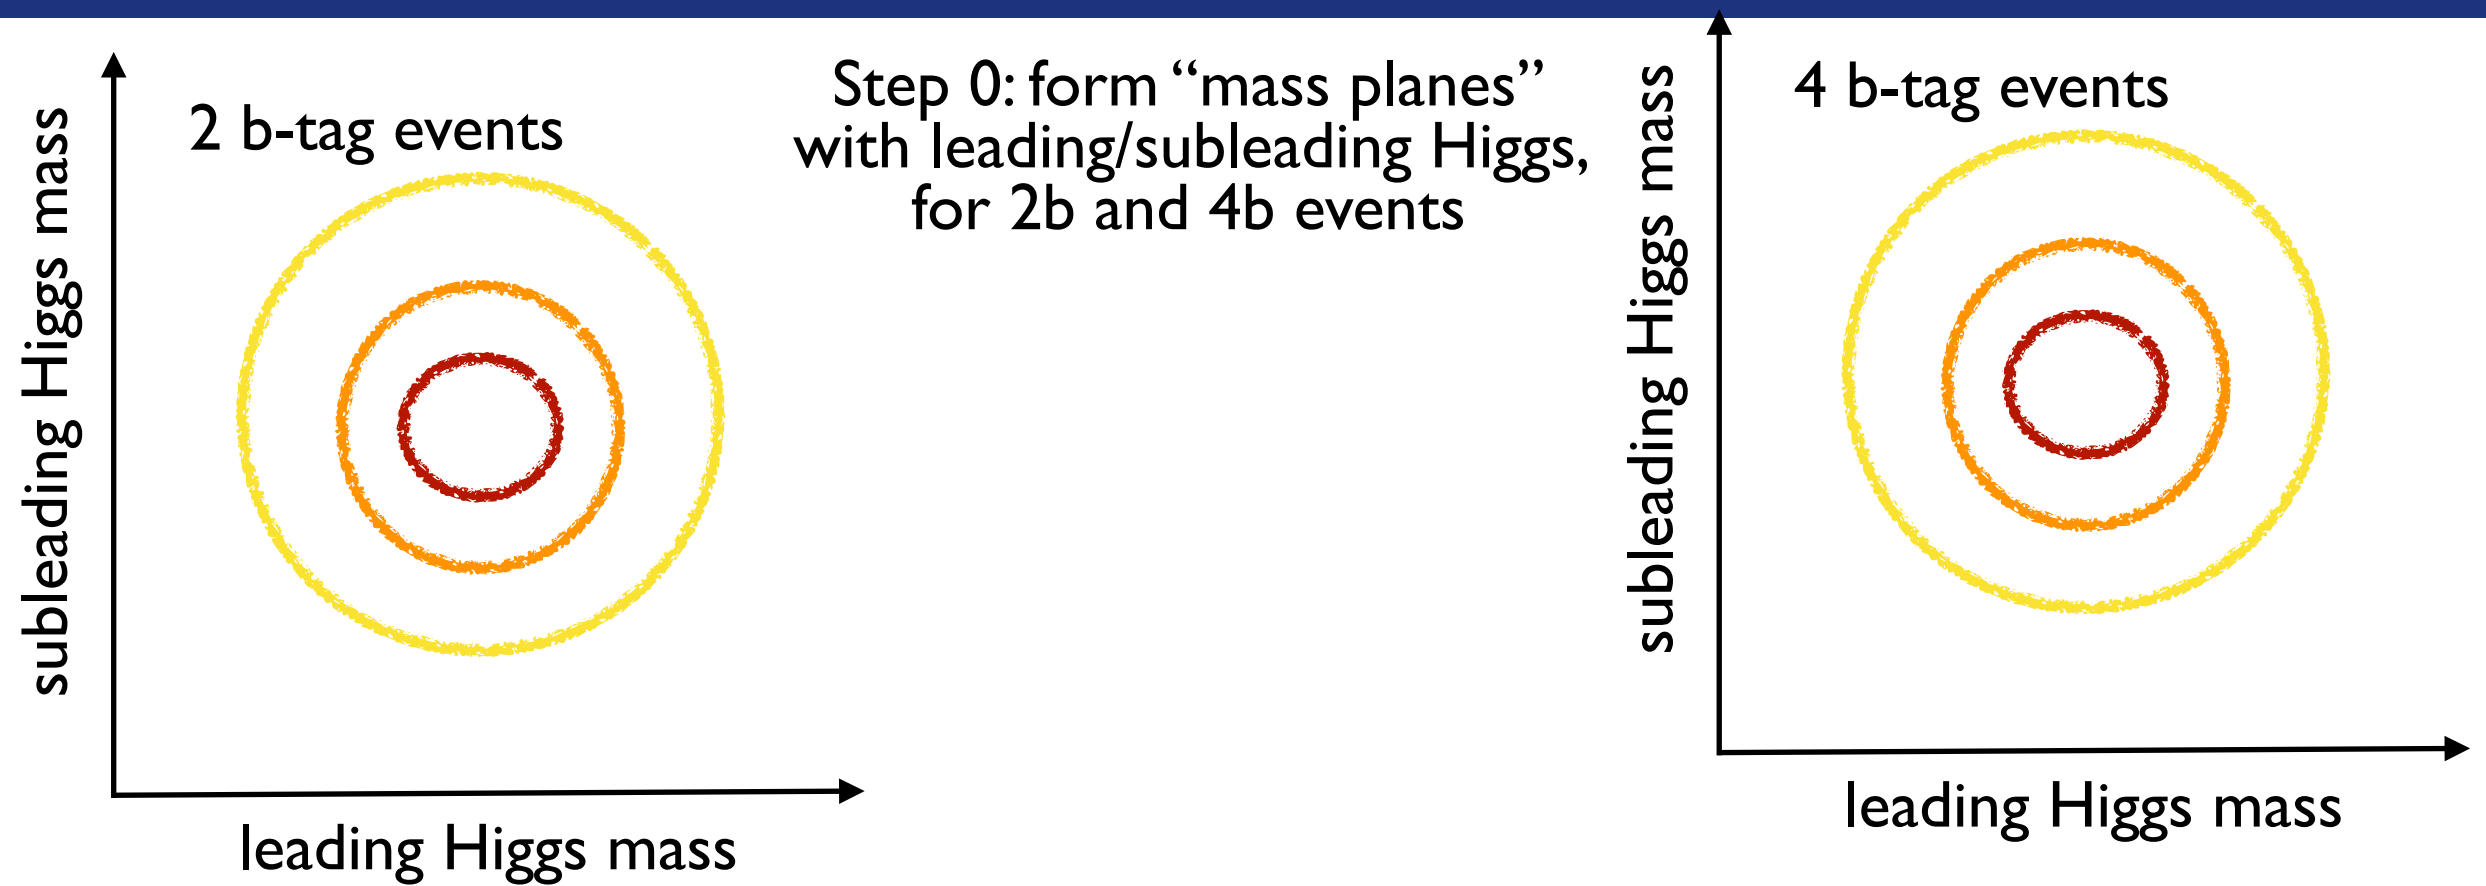 2 b-tag events
subleading Higgs mass
leading Higgs mass
Step 0: form “mass planes”
with leading/subleading Higgs,
for 2b and 4b events
4 b-tag events
subleading Higgs mass
leading Higgs mass